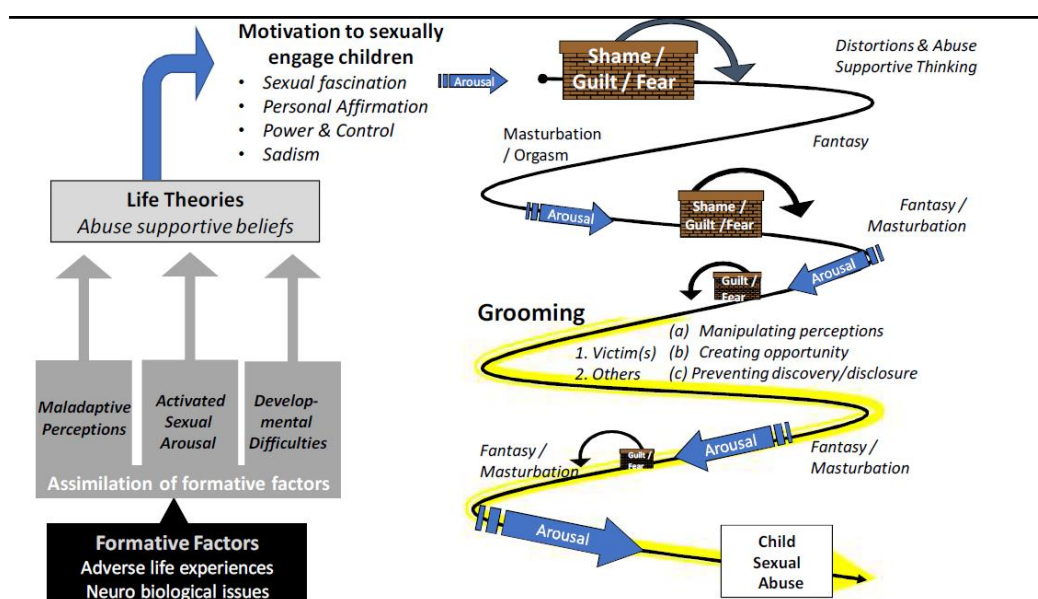 Motivation to sexually
engage children
• Sexual fascination
• Personal Affirmation
• Power & Control
• Sadism
Life Theories
Abuse supportive beliefs
Maladaptive
Perceptions
Activated
Sexual
Arousal
Develop-
mental
Difficulties
Assimilation of formative factors
Formative Factors
Adverse life experiences
Neuro biological issues
Arousal
Shame /
Guilt / Fear
Distortions & Abuse
Supportive Thinking
Masturbation
/ Orgasm
Fantasy
Arousal
Shame /
Guilt /Fear
Fantasy /
Masturbation
Arousal
Guilt /
Fear
Grooming
1. Victim(s)
2. Others
(a) Manipulating perceptions
(b) Creating opportunity
(c) Preventing discovery/disclosure
Fantasy /
Masturbation
Guilt /
Fear
Arousal
Fantasy /
Masturbation
Arousal
Child
Sexual
Abuse